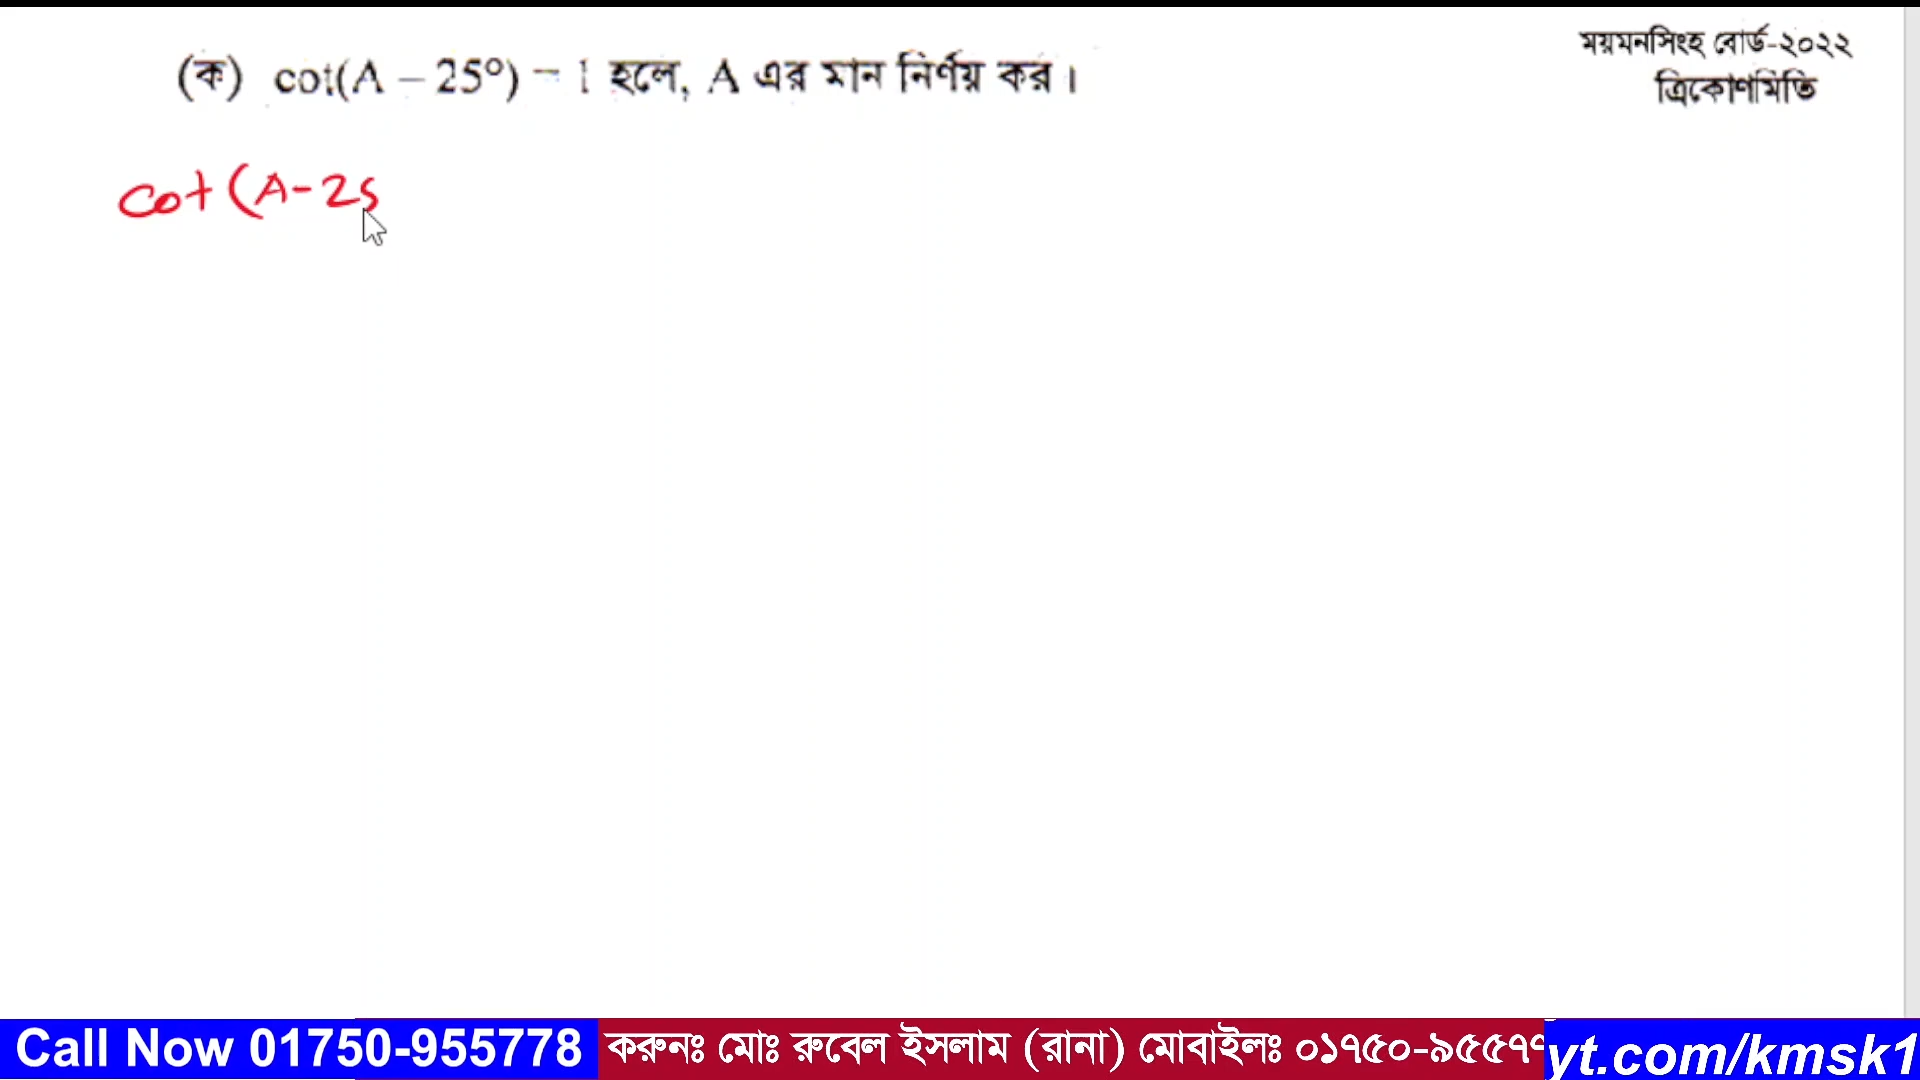 ময়মনসিংহ বোর্ড-২০২২
ত্রিকোণমিতি
(ক) cot(A – 25°) = 1 হলে, A এর মান নির্ণয় কর।
cot (A-25
Call Now 01750-955778
করুনঃ মোঃ রুবেল ইসলাম (রানা) মোবাইলঃ ০১৭৫০-৯৫৫৭৭
yt.com/kmsk1